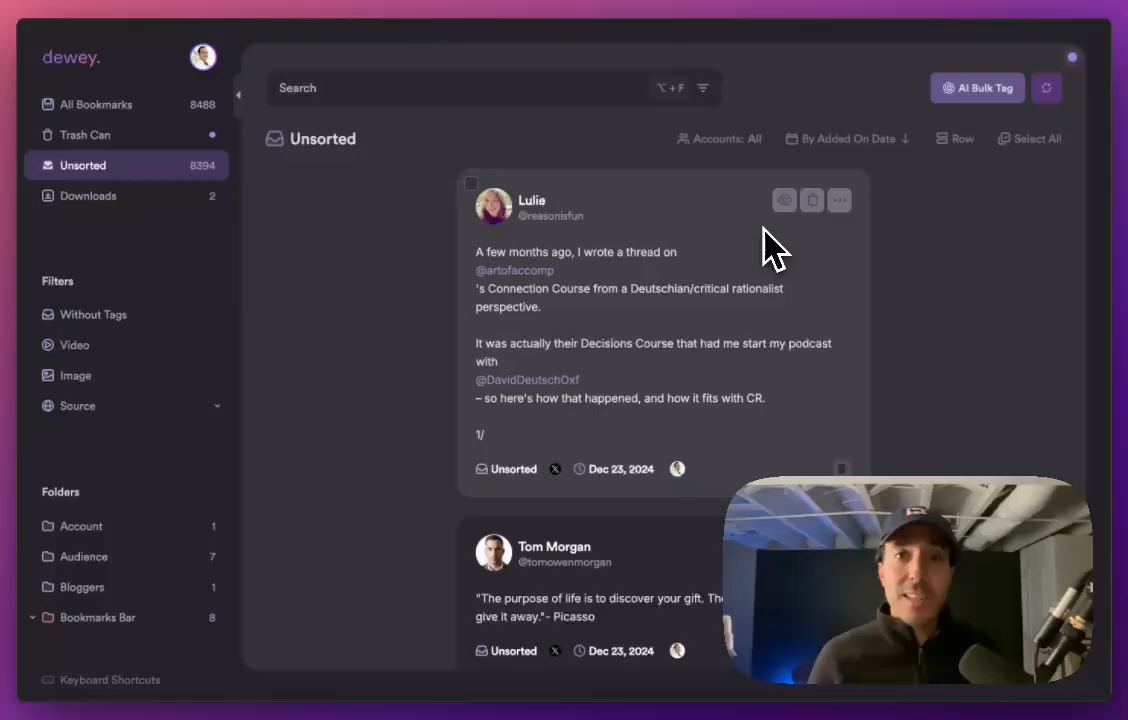 dewey.
All Bookmarks 8488
Trash Can
Unsorted 8394
Downloads 2
Filters
Without Tags
Video
Image
Source
Folders
Account 1
Audience 7
Bloggers 1
Bookmarks Bar 8
Keyboard Shortcuts
Search ⌥ + F
AI Bulk Tag
Unsorted
Accounts: All By Added On Date ↓ Row Select All
Lulie
@reasonisfun
A few months ago, I wrote a thread on
@artofaccomp
's Connection Course from a Deutschian/critical rationalist
perspective.
It was actually their Decisions Course that had me start my podcast
with
@DavidDeutschOxf
– so here's how that happened, and how it fits with CR.
1/
Unsorted X Dec 23, 2024
Tom Morgan
@tomowenmorgan
"The purpose of life is to discover your gift. The
give it away."- Picasso
Unsorted X Dec 23, 2024